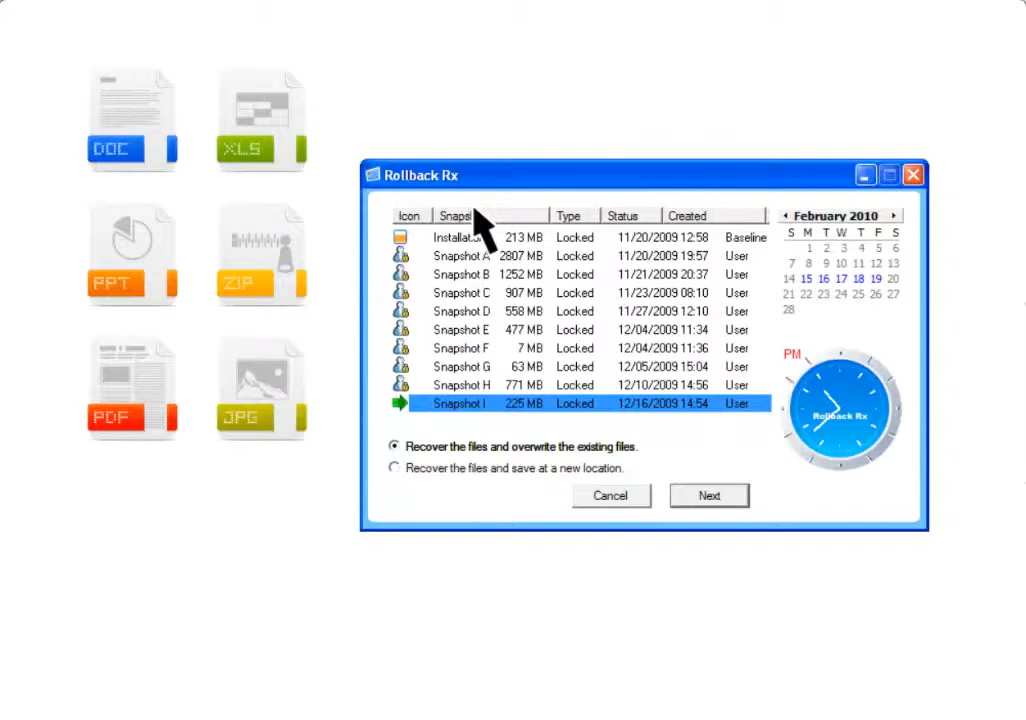 DOC
XLS
PPT
ZIP
PDF
JPG
Rollback Rx
Icon Type Status Created
213 MB Locked 11/20/2009 12:58 Baseline
Snapshot A 2807 MB Locked 11/20/2009 19:57 User
Snapshot B 1252 MB Locked 11/21/2009 20:37 User
Snapshot C 907 MB Locked 11/23/2009 08:10 User
Snapshot D 558 MB Locked 11/27/2009 12:10 User
Snapshot E 477 MB Locked 12/04/2009 11:34 User
Snapshot F 7 MB Locked 12/04/2009 11:36 User
Snapshot G 63 MB Locked 12/05/2009 15:04 User
Snapshot H 771 MB Locked 12/10/2009 14:56 User
Snapshot I 225 MB Locked 12/16/2009 14:54 User
Recover the files and overwrite the existing files.
Recover the files and save at a new location.
Cancel Next
February 2010
S M T W T F S
1 2 3 4 5 6
7 8 9 10 11 12 13
14 15 16 17 18 19 20
21 22 23 24 25 26 27
28
PM
Rollback Rx